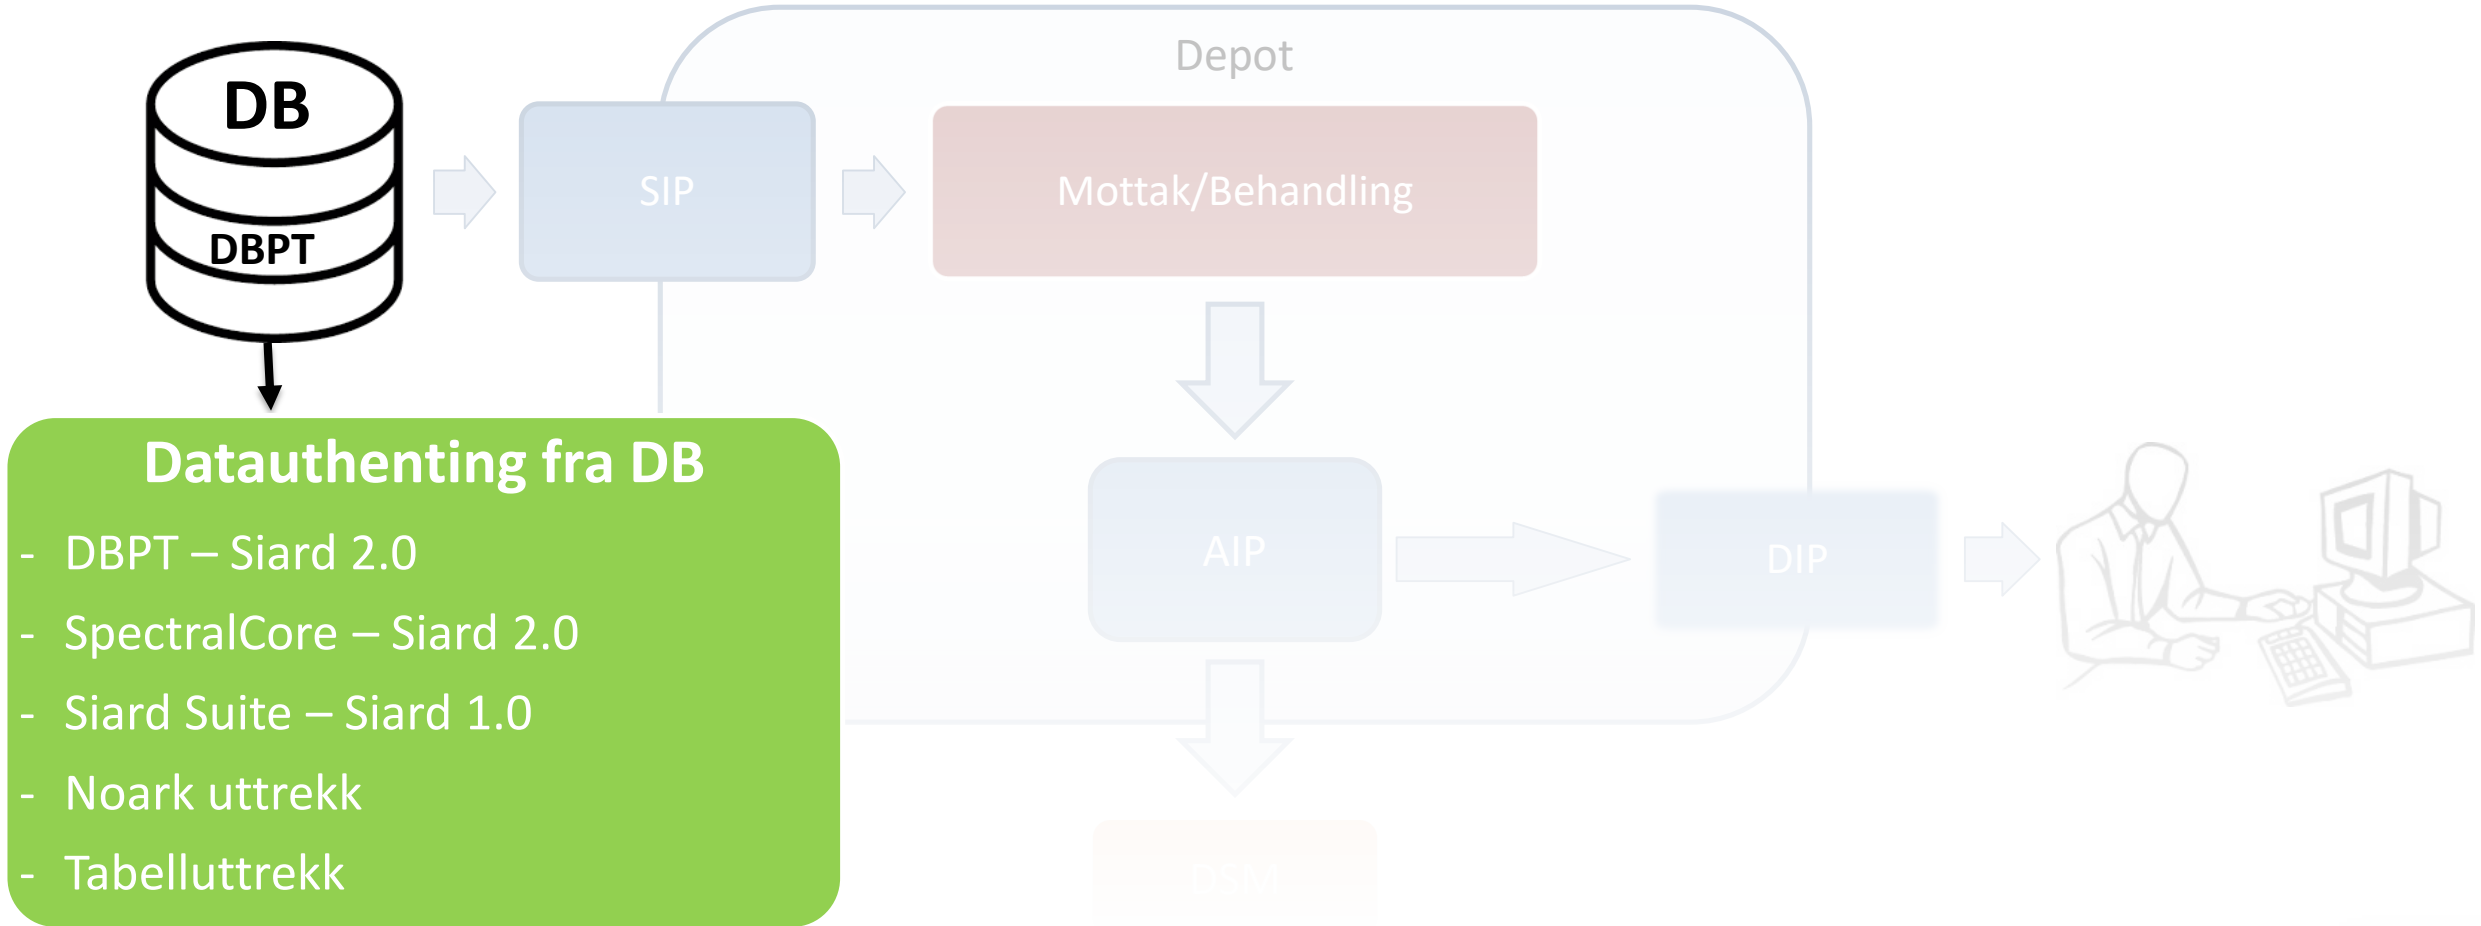 Depot
DB
DBPT
SIP
Mottak/Behandling
Datauthenting fra DB
- DBPT – Siard 2.0
- SpectralCore – Siard 2.0
- Siard Suite – Siard 1.0
- Noark uttrekk
- Tabelluttrekk
AIP
DIP
DSM